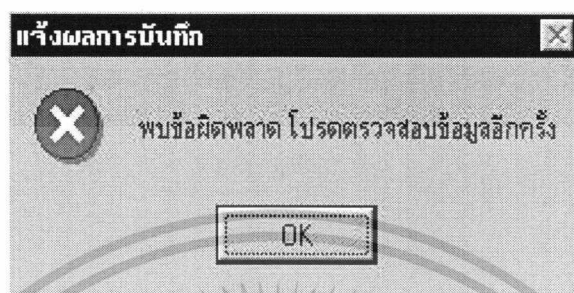 แจ้งผลการบันทึก
พบข้อผิดพลาด โปรดตรวจสอบข้อมูลอีกครั้ง
OK